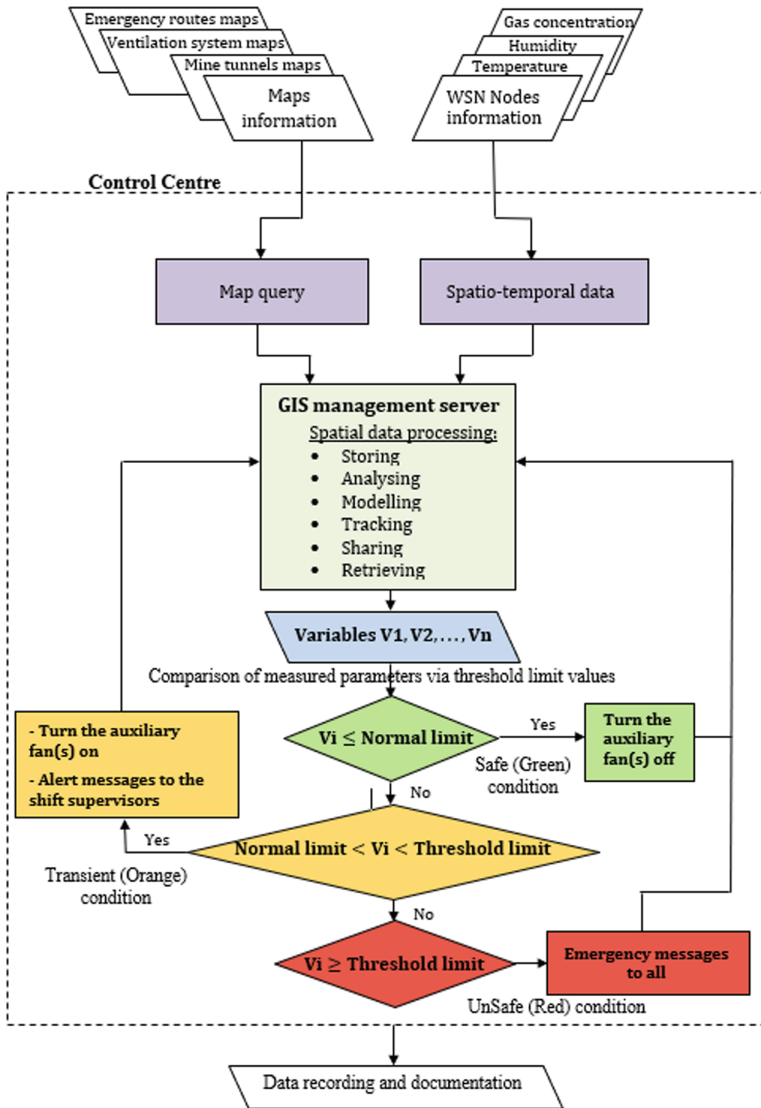 Emergency routes maps
Ventilation system maps
Mine tunnels maps
Maps
information
Gas concentration
Humidity
Temperature
WSN Nodes
information
Control Centre
Map query
Spatio-temporal data
GIS management server
Spatial data processing:
• Storing
• Analysing
• Modelling
• Tracking
• Sharing
• Retrieving
Variables V1, V2, ..., Vn
Comparison of measured parameters via threshold limit values
Vi ≤ Normal limit
Yes
Safe (Green)
condition
Turn the
auxiliary
fan(s) off
No
- Turn the auxiliary
fan(s) on
- Alert messages to the
shift supervisors
Normal limit < Vi < Threshold limit
Yes
Transient (Orange)
condition
No
Vi ≥ Threshold limit
Emergency messages
to all
UnSafe (Red) condition
Data recording and documentation